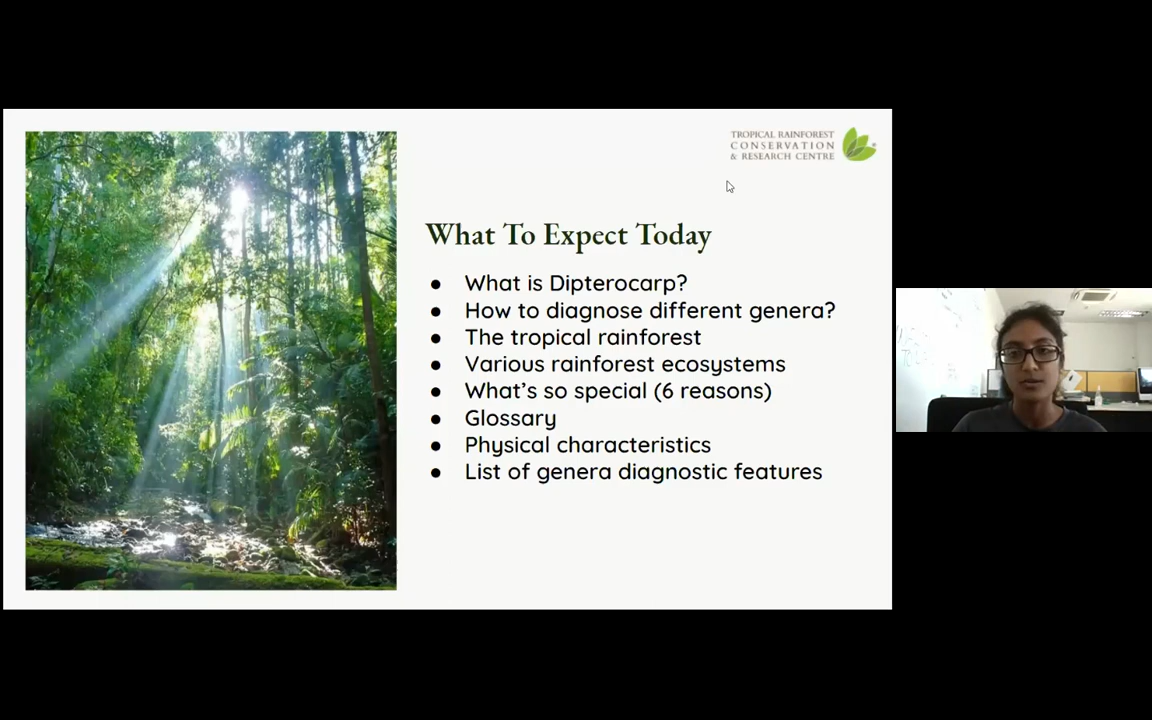 TROPICAL RAINFOREST
CONSERVATION
& RESEARCH CENTRE
What To Expect Today
● What is Dipterocarp?
● How to diagnose different genera?
● The tropical rainforest
● Various rainforest ecosystems
● What's so special (6 reasons)
● Glossary
● Physical characteristics
● List of genera diagnostic features